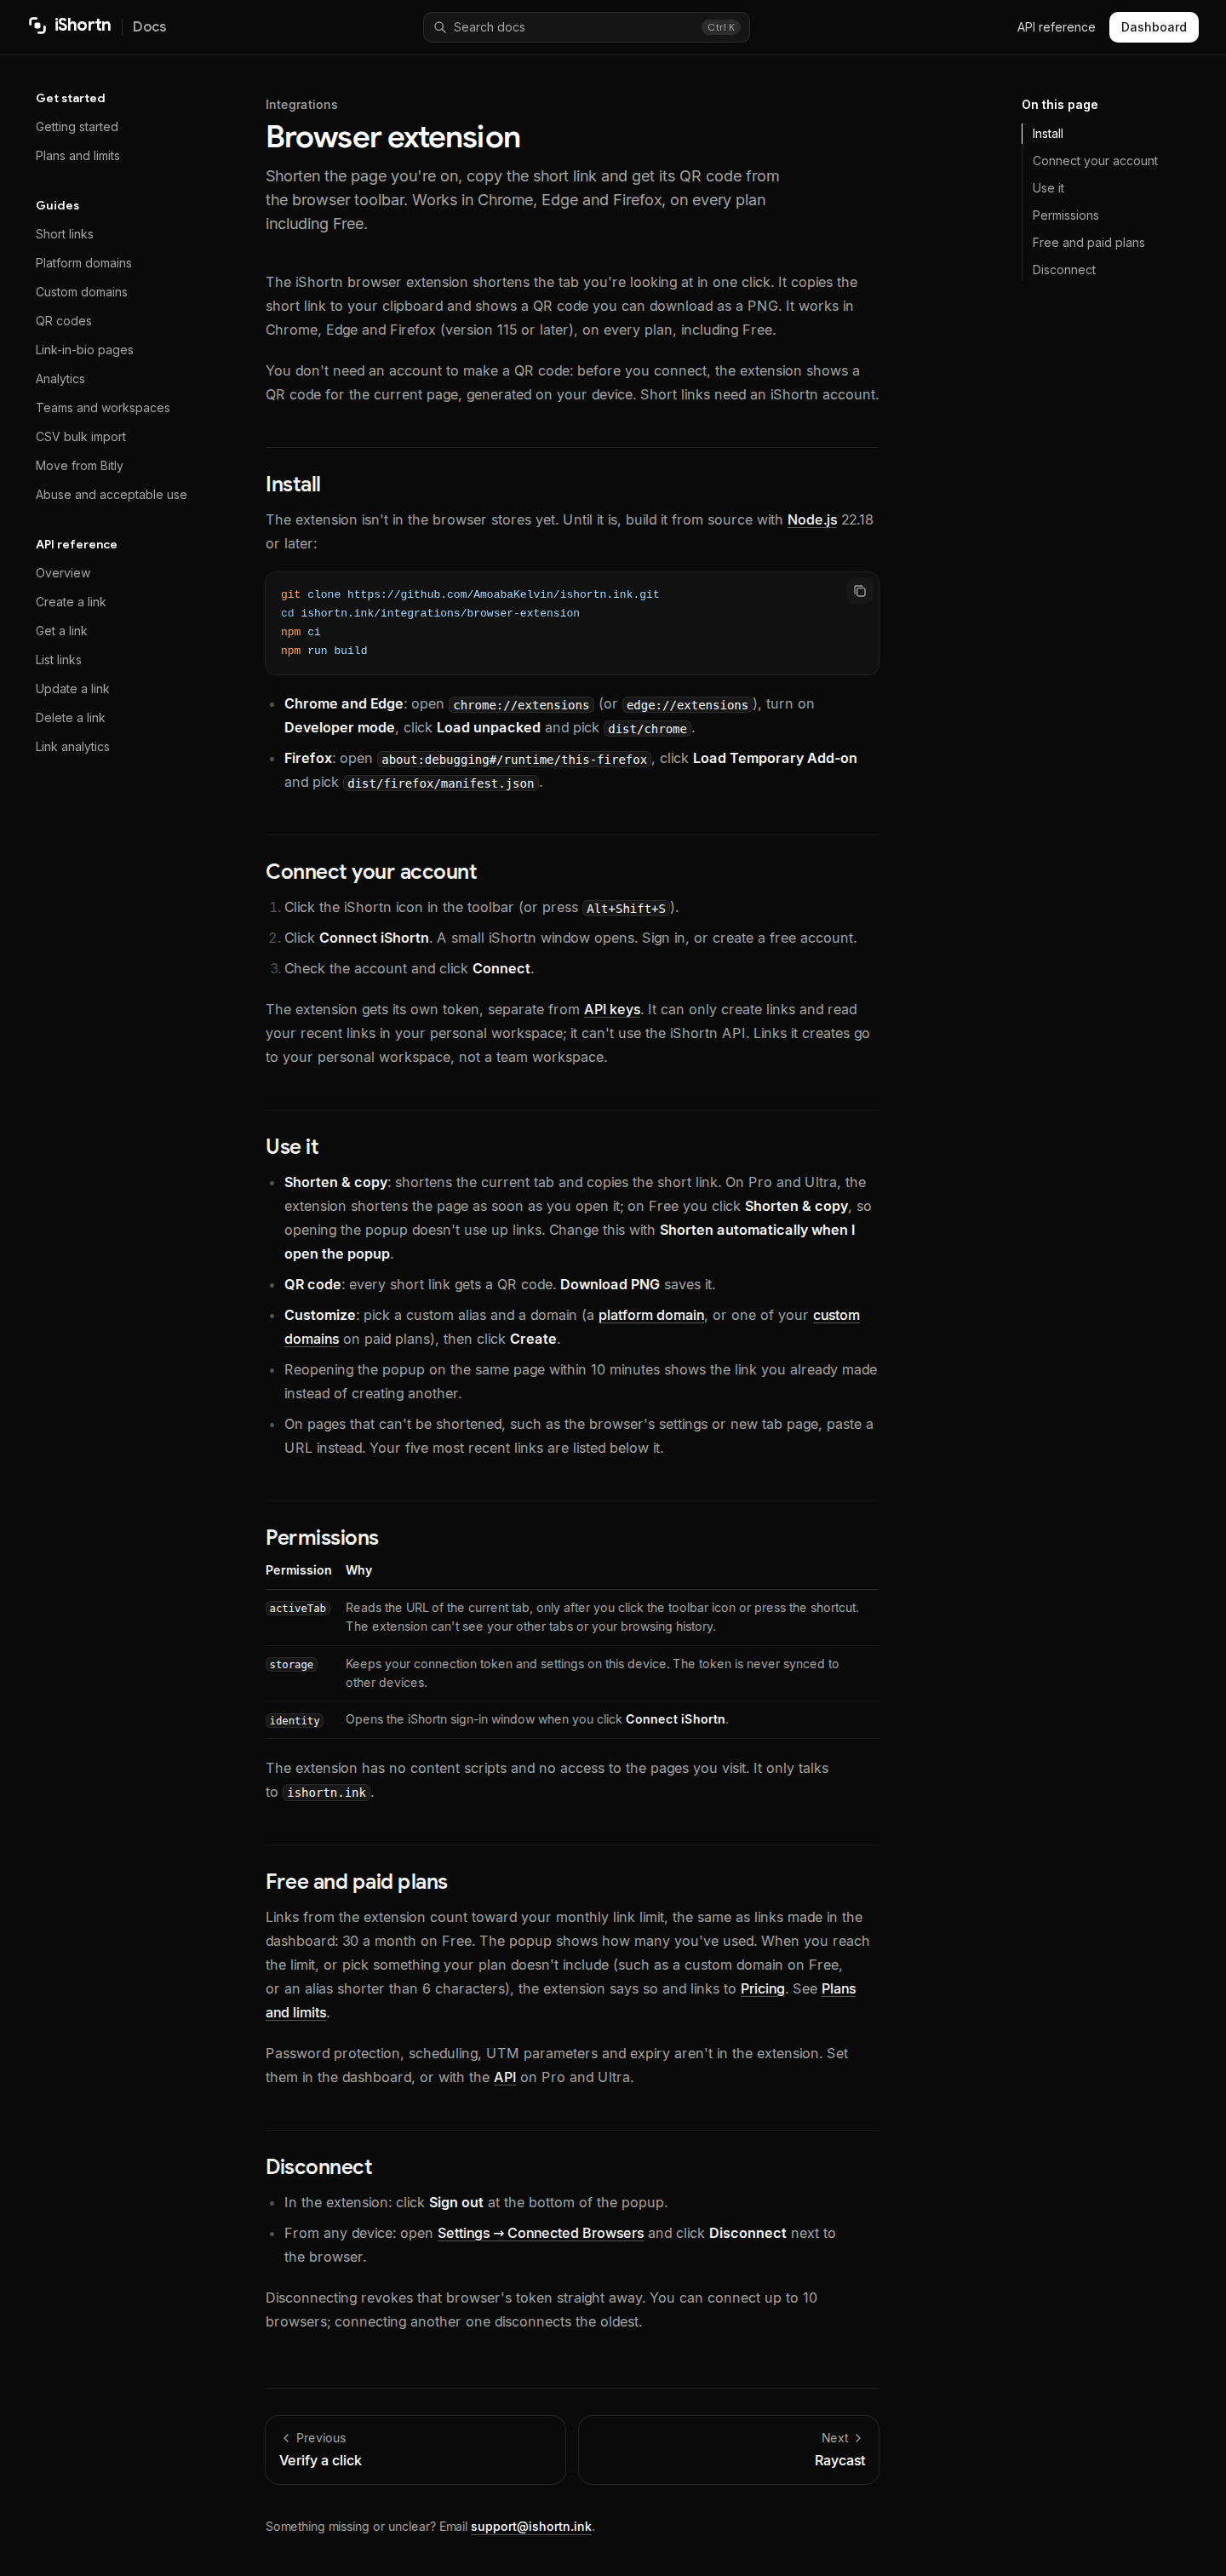 iShortn
Docs
Search docs
Ctrl K
API reference
Dashboard
Get started
Getting started
Plans and limits
Guides
Short links
Platform domains
Custom domains
QR codes
Link-in-bio pages
Analytics
Teams and workspaces
CSV bulk import
Move from Bitly
Abuse and acceptable use
API reference
Overview
Create a link
Get a link
List links
Update a link
Delete a link
Link analytics
Integrations
Browser extension
Shorten the page you're on, copy the short link and get its QR code from
the browser toolbar. Works in Chrome, Edge and Firefox, on every plan
including Free.
The iShortn browser extension shortens the tab you're looking at in one click. It copies the
short link to your clipboard and shows a QR code you can download as a PNG. It works in
Chrome, Edge and Firefox (version 115 or later), on every plan, including Free.
You don't need an account to make a QR code: before you connect, the extension shows a
QR code for the current page, generated on your device. Short links need an iShortn account.
Install
The extension isn't in the browser stores yet. Until it is, build it from source with Node.js 22.18
or later:
git clone https://github.com/AmoabaKelvin/ishortn.ink.git
cd ishortn.ink/integrations/browser-extension
npm ci
npm run build
• Chrome and Edge: open chrome://extensions (or edge://extensions), turn on
Developer mode, click Load unpacked and pick dist/chrome.
• Firefox: open about:debugging#/runtime/this-firefox, click Load Temporary Add-on
and pick dist/firefox/manifest.json.
Connect your account
1. Click the iShortn icon in the toolbar (or press Alt+Shift+S).
2. Click Connect iShortn. A small iShortn window opens. Sign in, or create a free account.
3. Check the account and click Connect.
The extension gets its own token, separate from API keys. It can only create links and read
your recent links in your personal workspace; it can't use the iShortn API. Links it creates go
to your personal workspace, not a team workspace.
Use it
• Shorten & copy: shortens the current tab and copies the short link. On Pro and Ultra, the
extension shortens the page as soon as you open it; on Free you click Shorten & copy, so
opening the popup doesn't use up links. Change this with Shorten automatically when I
open the popup.
• QR code: every short link gets a QR code. Download PNG saves it.
• Customize: pick a custom alias and a domain (a platform domain, or one of your custom
domains on paid plans), then click Create.
• Reopening the popup on the same page within 10 minutes shows the link you already made
instead of creating another.
• On pages that can't be shortened, such as the browser's settings or new tab page, paste a
URL instead. Your five most recent links are listed below it.
Permissions
Permission Why
activeTab Reads the URL of the current tab, only after you click the toolbar icon or press the shortcut.
The extension can't see your other tabs or your browsing history.
storage Keeps your connection token and settings on this device. The token is never synced to
other devices.
identity Opens the iShortn sign-in window when you click Connect iShortn.
The extension has no content scripts and no access to the pages you visit. It only talks
to ishortn.ink.
Free and paid plans
Links from the extension count toward your monthly link limit, the same as links made in the
dashboard: 30 a month on Free. The popup shows how many you've used. When you reach
the limit, or pick something your plan doesn't include (such as a custom domain on Free,
or an alias shorter than 6 characters), the extension says so and links to Pricing. See Plans
and limits.
Password protection, scheduling, UTM parameters and expiry aren't in the extension. Set
them in the dashboard, or with the API on Pro and Ultra.
Disconnect
• In the extension: click Sign out at the bottom of the popup.
• From any device: open Settings → Connected Browsers and click Disconnect next to
the browser.
Disconnecting revokes that browser's token straight away. You can connect up to 10
browsers; connecting another one disconnects the oldest.
Previous
Verify a click
Next
Raycast
Something missing or unclear? Email support@ishortn.ink.
On this page
Install
Connect your account
Use it
Permissions
Free and paid plans
Disconnect